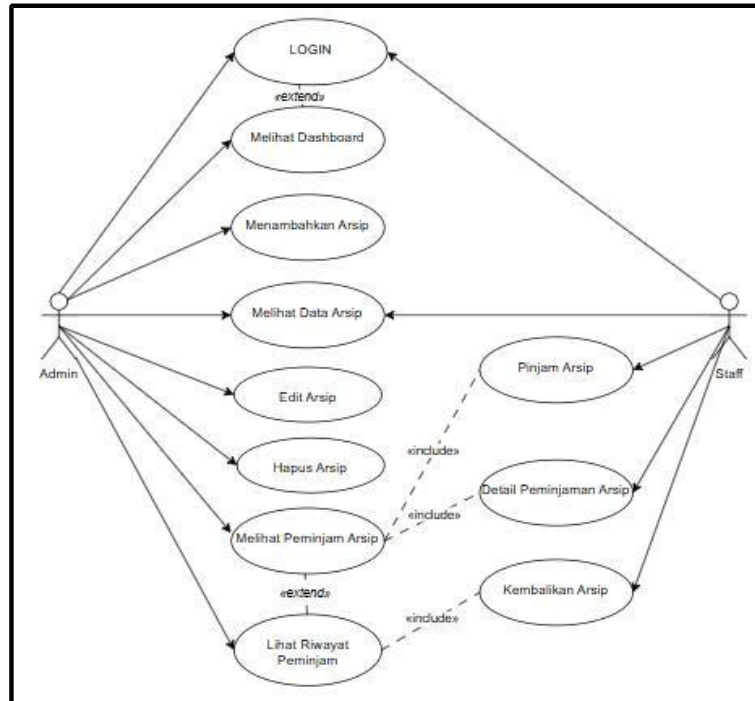 LOGIN
«extend»
Melihat Dashboard
Menambahkan Arsip
Melihat Data Arsip
Admin
Staff
Pinjam Arsip
Edit Arsip
«include»
Hapus Arsip
Detail Peminjaman Arsip
«include»
Melihat Peminjam Arsip
«extend»
Kembalikan Arsip
«include»
Lihat Riwayat
Peminjam